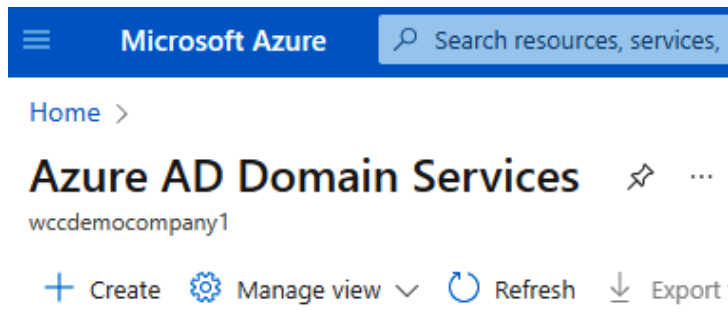 Microsoft Azure Search resources, services,
Home >
Azure AD Domain Services ...
wccdemocompany1
+ Create Manage view Refresh Export